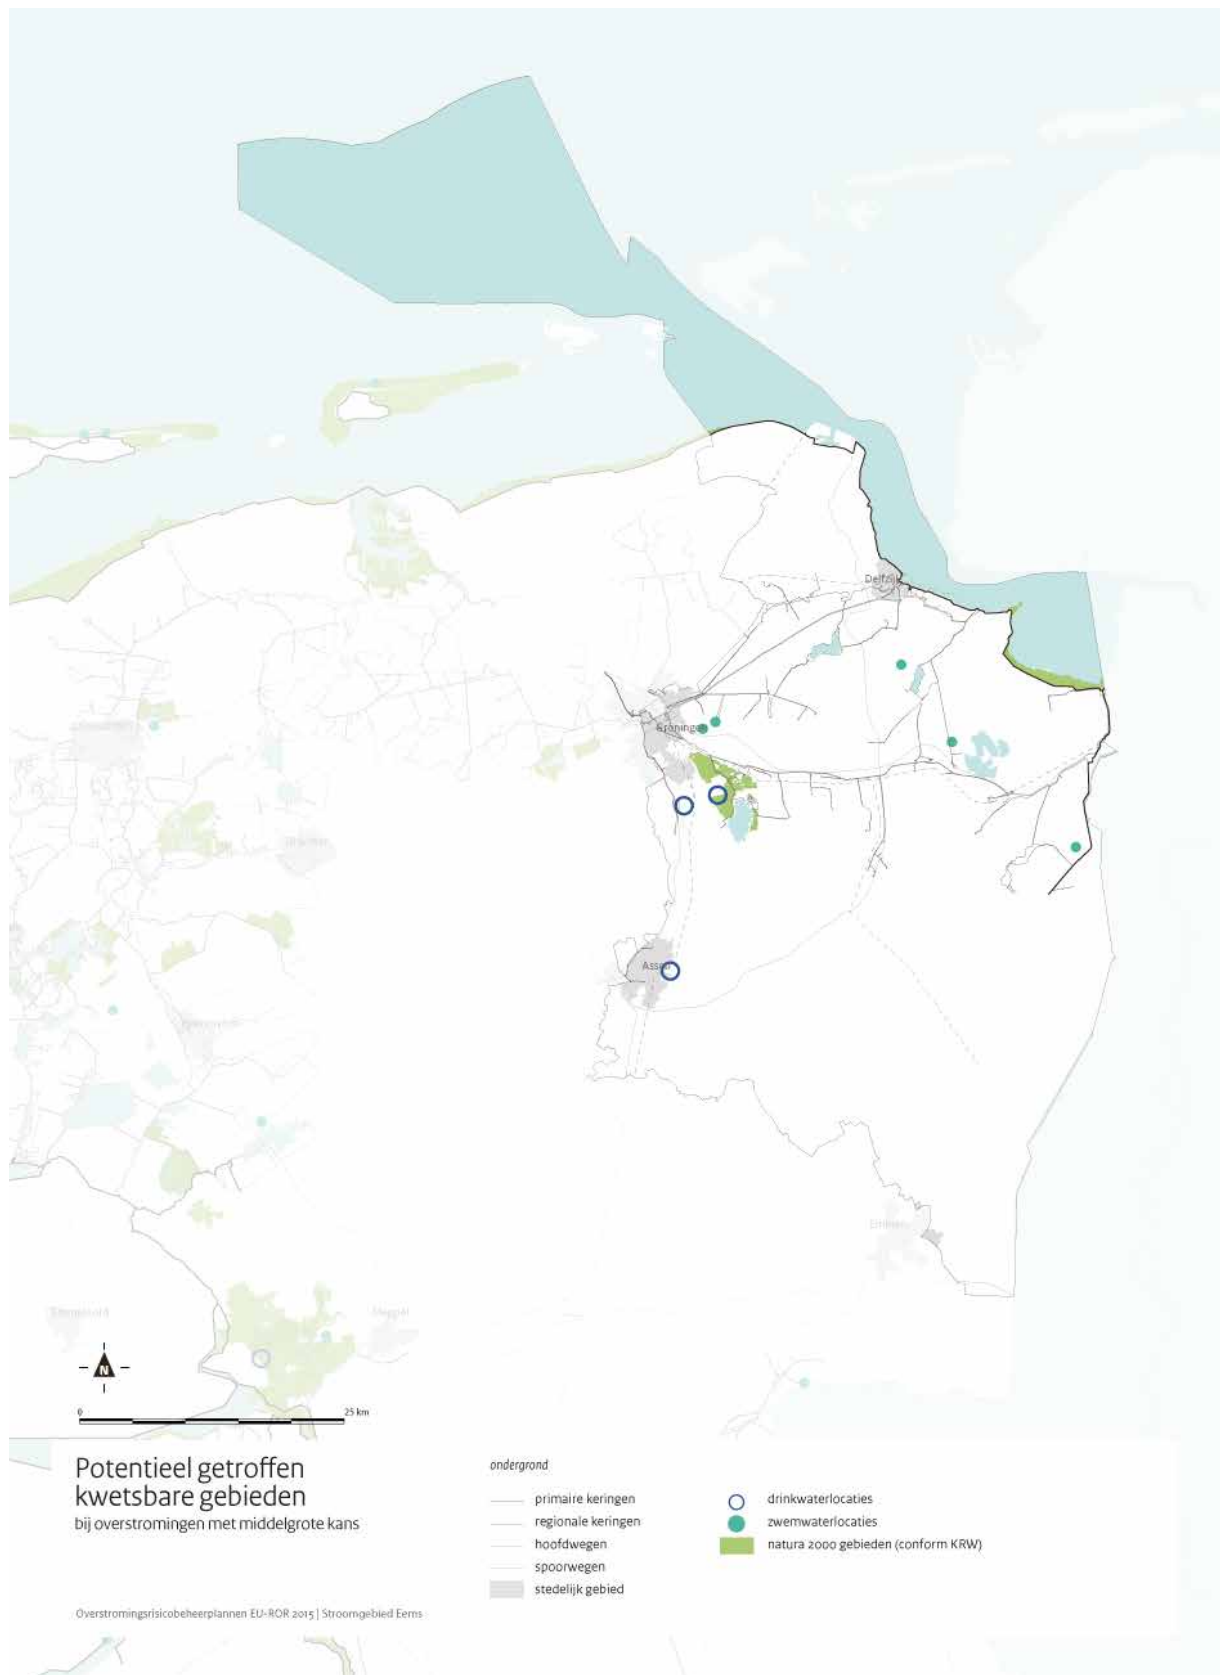 Delfzijl
Groningen
Assen
Emmen
Meppel
N
0
25 km
Potentieel getroffen
kwetsbare gebieden
bij overstromingen met middelgrote kans
ondergrond
primaire keringen
regionale keringen
hoofdwegen
spoorwegen
stedelijk gebied
drinkwaterlocaties
zwemwaterlocaties
natura 2000 gebieden (conform KRW)
Overstromingsrisicobeheerplannen EU-ROR 2015 | Stroomgebied Eems